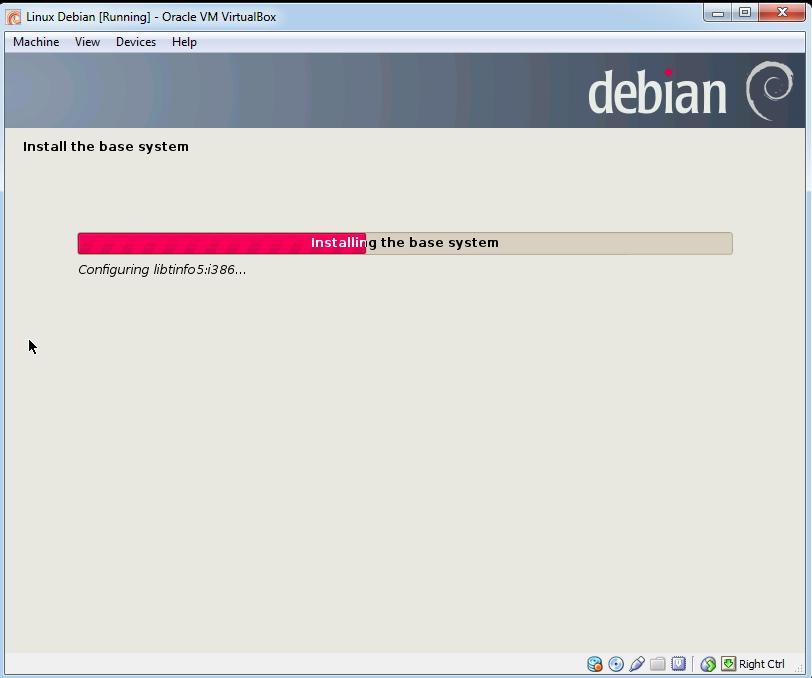 Linux Debian [Running] - Oracle VM VirtualBox
Machine View Devices Help
debian
Install the base system
Installing the base system
Configuring libtinfo5:i386...
Right Ctrl